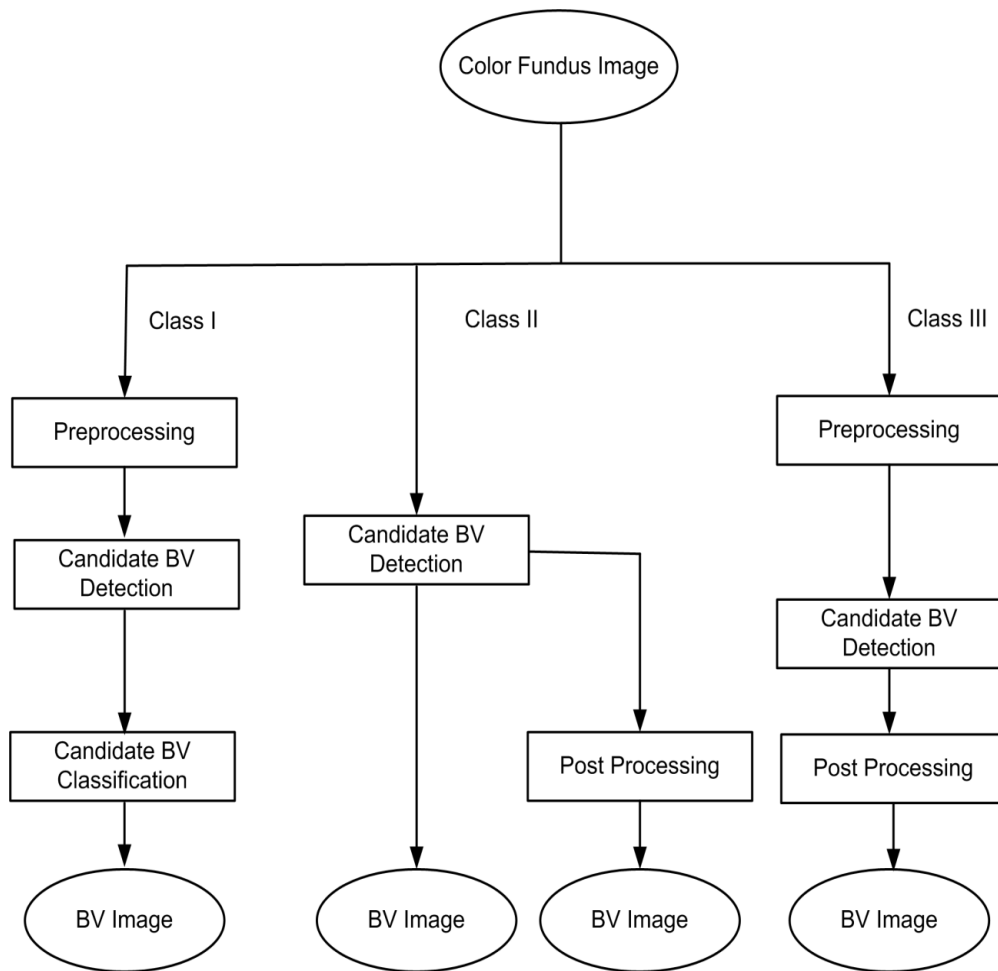 Color Fundus Image
Class I
Class II
Class III
Preprocessing
Preprocessing
Candidate BV
Detection
Candidate BV
Detection
Candidate BV
Detection
Candidate BV
Classification
Post Processing
Post Processing
BV Image
BV Image
BV Image
BV Image